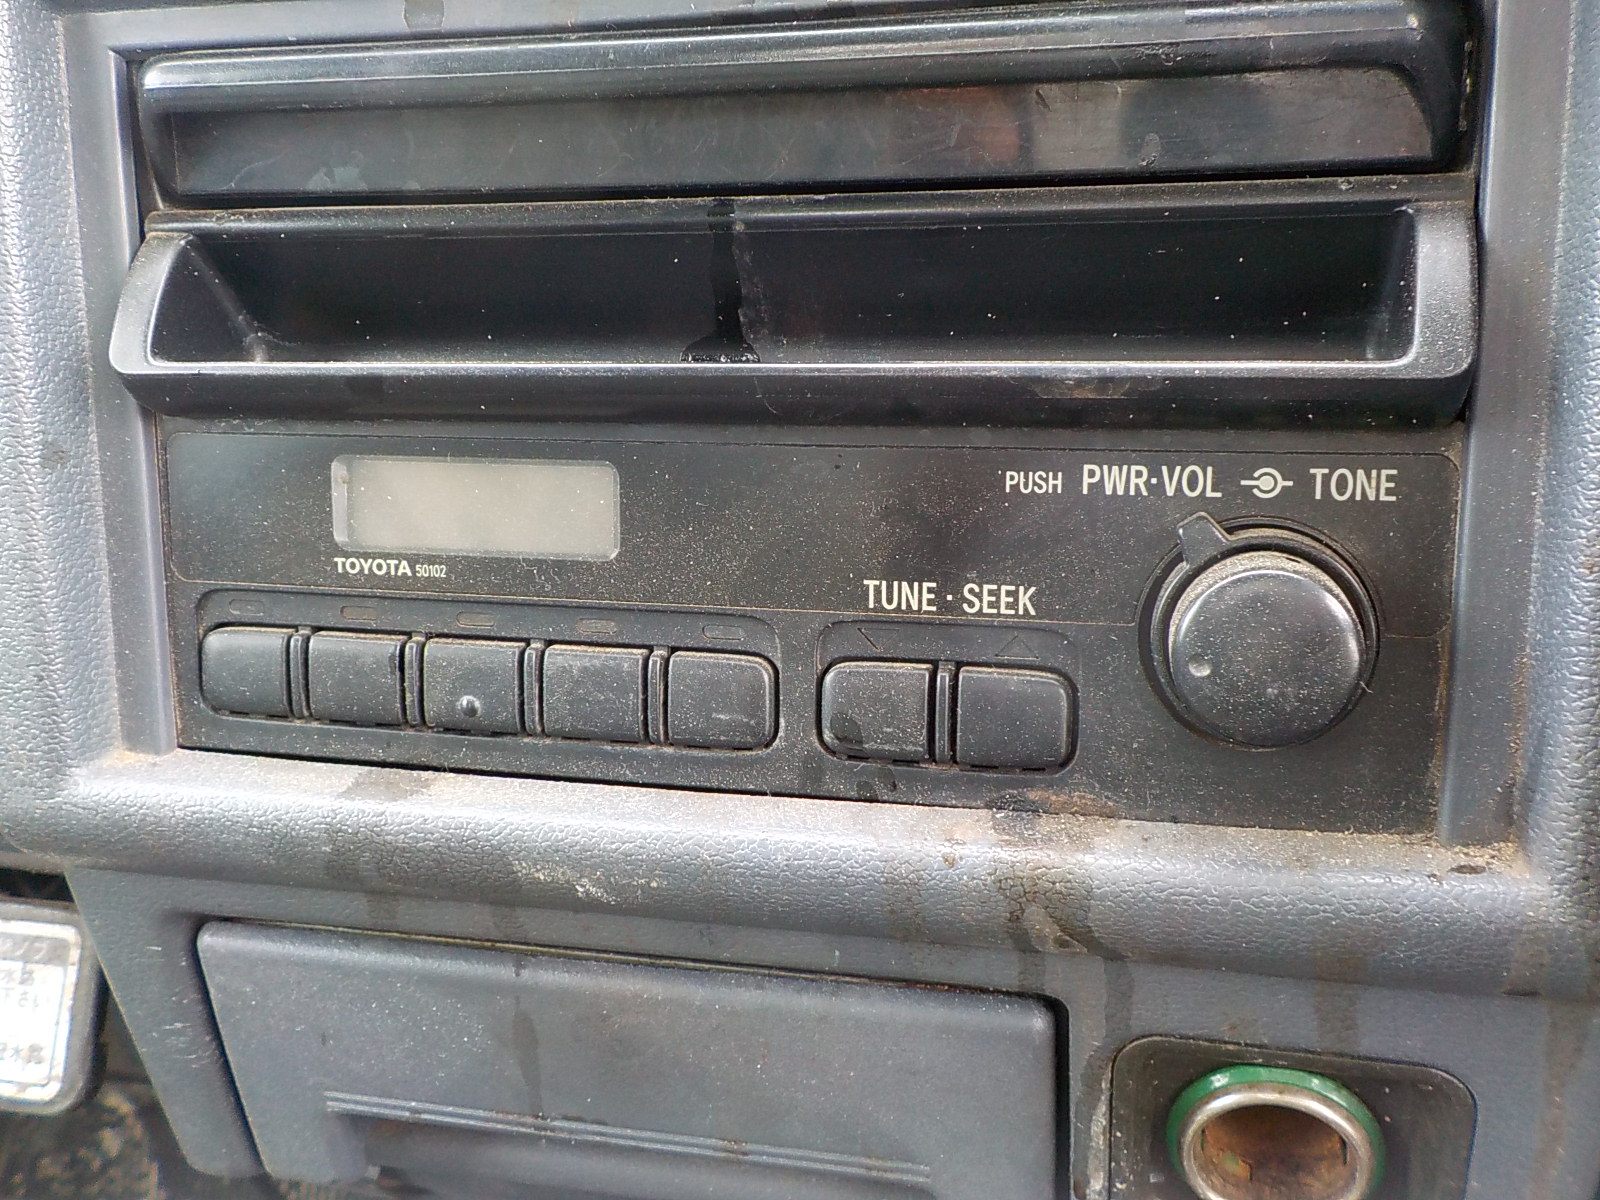 PUSH PWR·VOL TONE
TOYOTA 50102
TUNE · SEEK